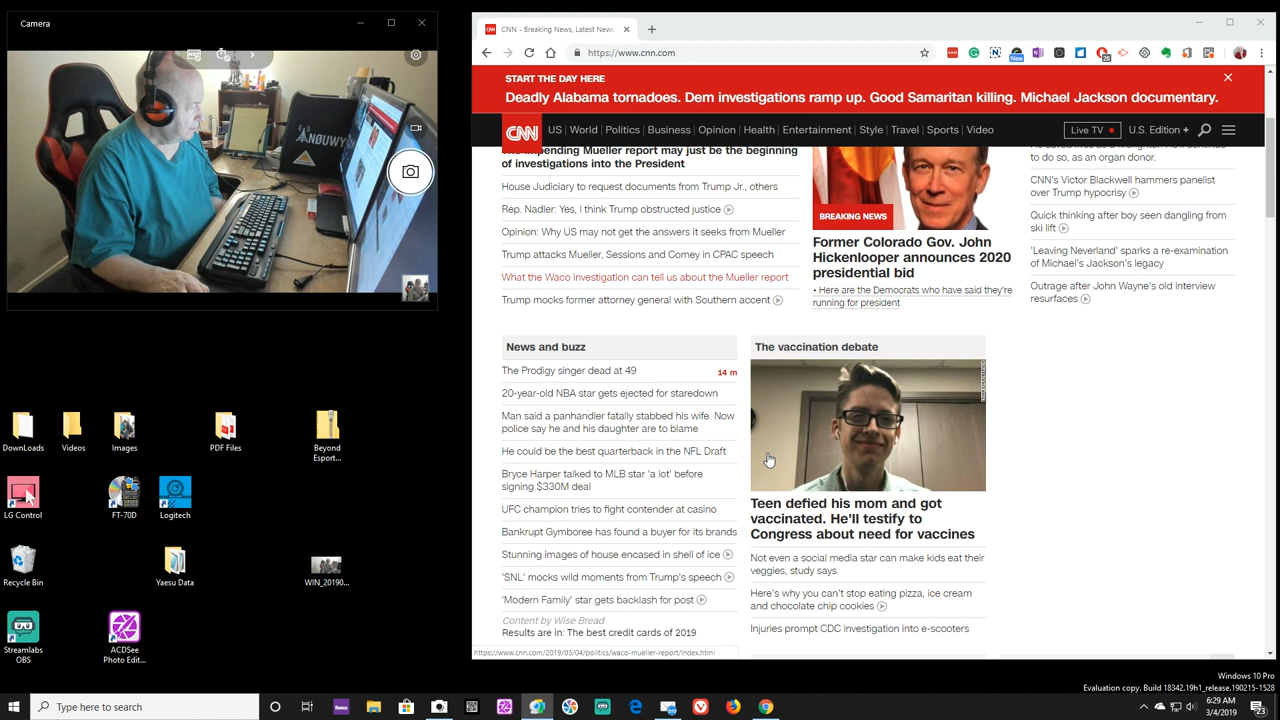 Camera
ANØUWY
CNN - Breaking News, Latest News
https://www.cnn.com
New
START THE DAY HERE
Deadly Alabama tornadoes. Dem investigations ramp up. Good Samaritan killing. Michael Jackson documentary.
CNN US World Politics Business Opinion Health Entertainment Style Travel Sports Video Live TV U.S. Edition +
pending Mueller report may just be the beginning
of investigations into the President
House Judiciary to request documents from Trump Jr., others
Rep. Nadler: Yes, I think Trump obstructed justice
Opinion: Why US may not get the answers it seeks from Mueller
Trump attacks Mueller, Sessions and Comey in CPAC speech
What the Waco investigation can tell us about the Mueller report
Trump mocks former attorney general with Southern accent
BREAKING NEWS
Former Colorado Gov. John
Hickenlooper announces 2020
presidential bid
• Here are the Democrats who have said they're
running for president
to do so, as an organ donor.
CNN's Victor Blackwell hammers panelist
over Trump hypocrisy
Quick thinking after boy seen dangling from
ski lift
'Leaving Neverland' sparks a re-examination
of Michael's Jackson's legacy
Outrage after John Wayne's old interview
resurfaces
News and buzz
The Prodigy singer dead at 49 14 m
20-year-old NBA star gets ejected for staredown
Man said a panhandler fatally stabbed his wife. Now
police say he and his daughter are to blame
He could be the best quarterback in the NFL Draft
Bryce Harper talked to MLB star 'a lot' before
signing $330M deal
UFC champion tries to fight contender at casino
Bankrupt Gymboree has found a buyer for its brands
Stunning images of house encased in shell of ice
'SNL' mocks wild moments from Trump's speech
'Modern Family' star gets backlash for post
Content by Wise Bread
Results are in: The best credit cards of 2019
The vaccination debate
Teen defied his mom and got
vaccinated. He'll testify to
Congress about need for vaccines
Not even a social media star can make kids eat their
veggies, study says
Here's why you can't stop eating pizza, ice cream
and chocolate chip cookies
Injuries prompt CDC investigation into e-scooters
https://www.cnn.com/2019/03/04/politics/waco-mueller-report/index.html
DownLoads Videos Images PDF Files Beyond
Esport...
LG Control FT-70D Logitech
Recycle Bin Yaesu Data WIN_20190...
Streamlabs
OBS
ACDSee
Photo Edit...
Windows 10 Pro
Evaluation copy. Build 18342.19h1_release.190215-1528
Type here to search
Roku
6:29 AM
3/4/2019
23